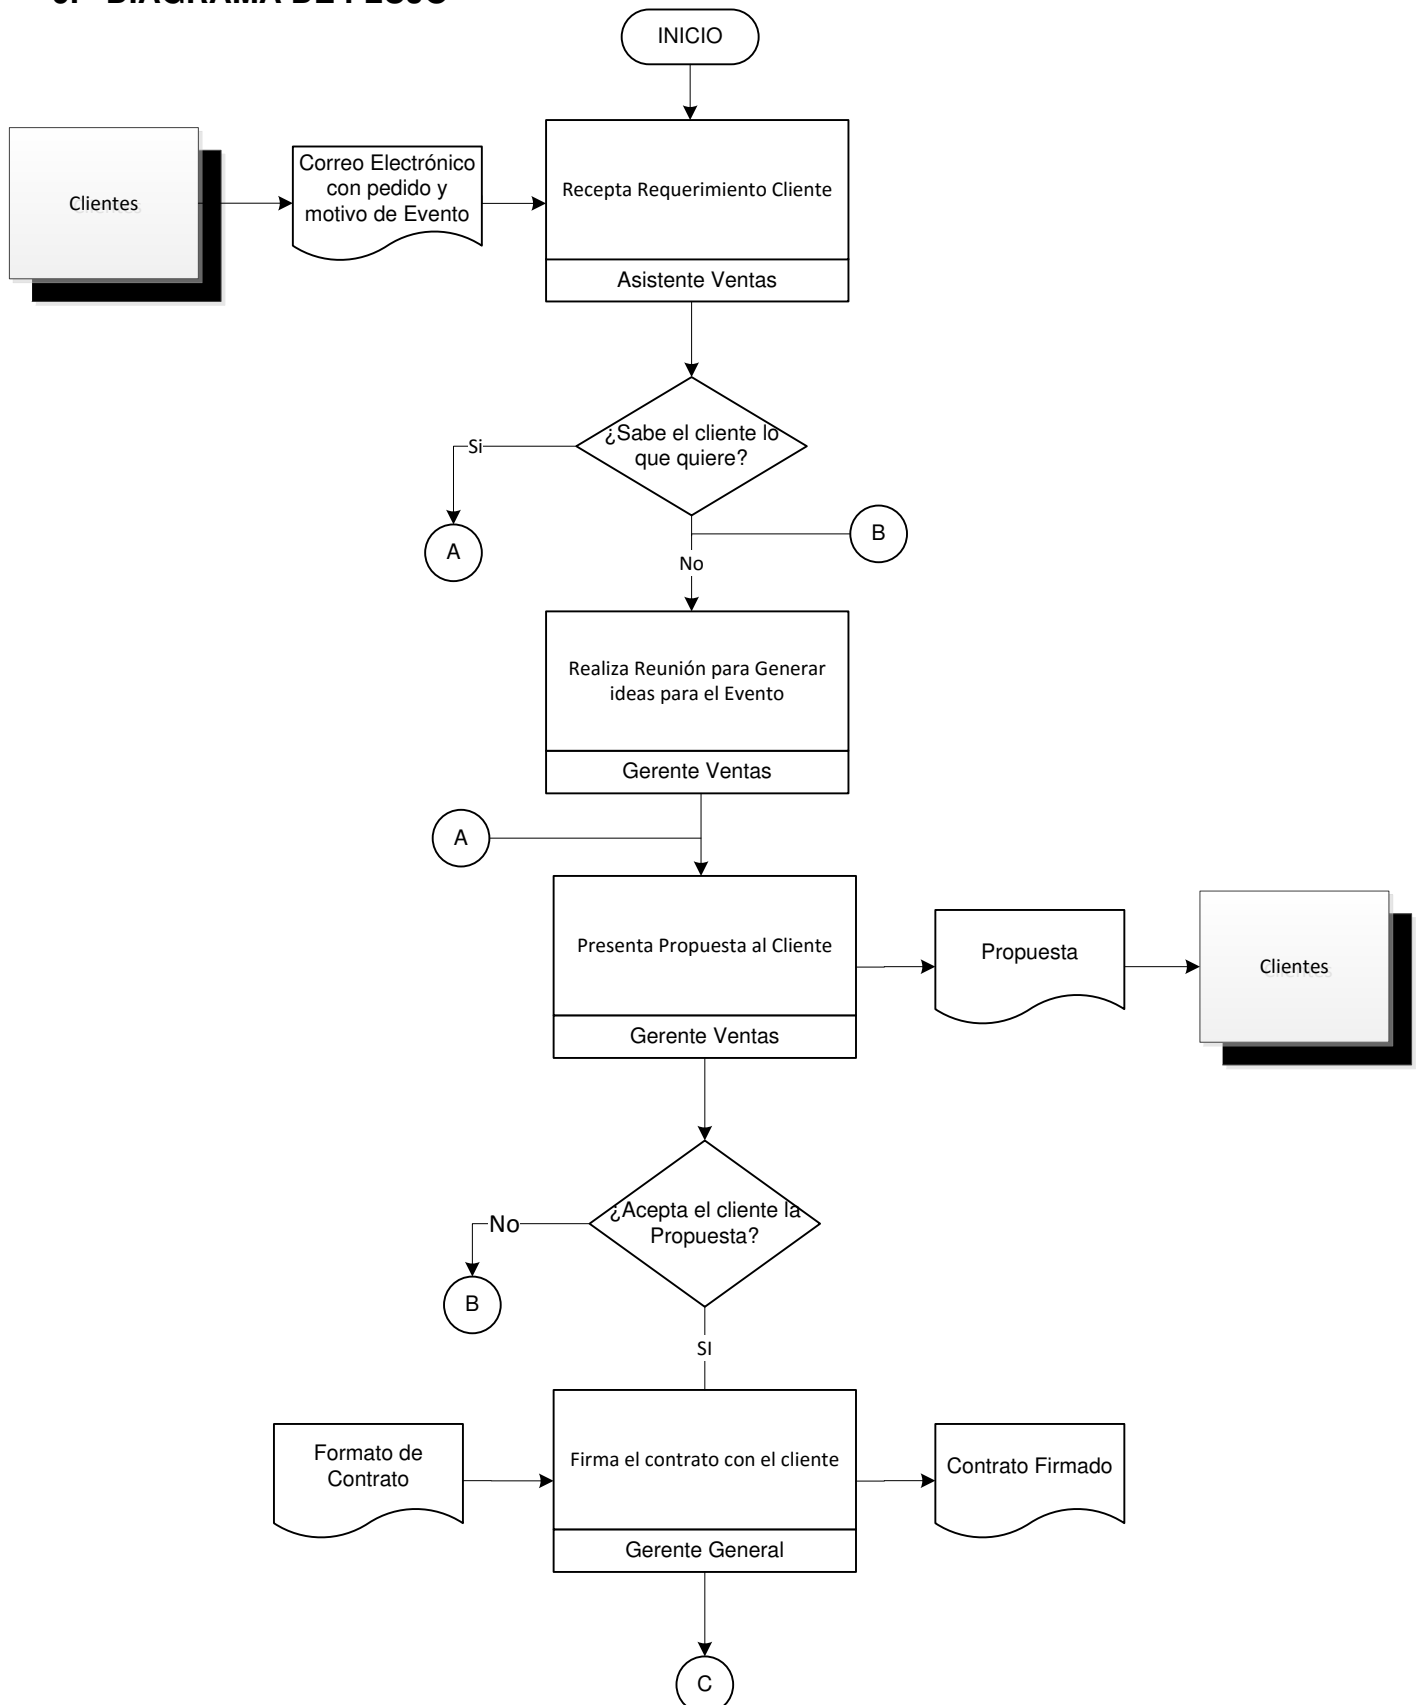 DIAGRAMA DE FLUJO
INICIO
Clientes
Correo Electrónico
con pedido y
motivo de Evento
Recepta Requerimiento Cliente
Asistente Ventas
¿Sabe el cliente lo
que quiere?
Si
A
B
No
Realiza Reunión para Generar
ideas para el Evento
Gerente Ventas
A
Presenta Propuesta al Cliente
Gerente Ventas
Propuesta
Clientes
¿Acepta el cliente la
Propuesta?
No
B
SI
Formato de
Contrato
Firma el contrato con el cliente
Gerente General
Contrato Firmado
C